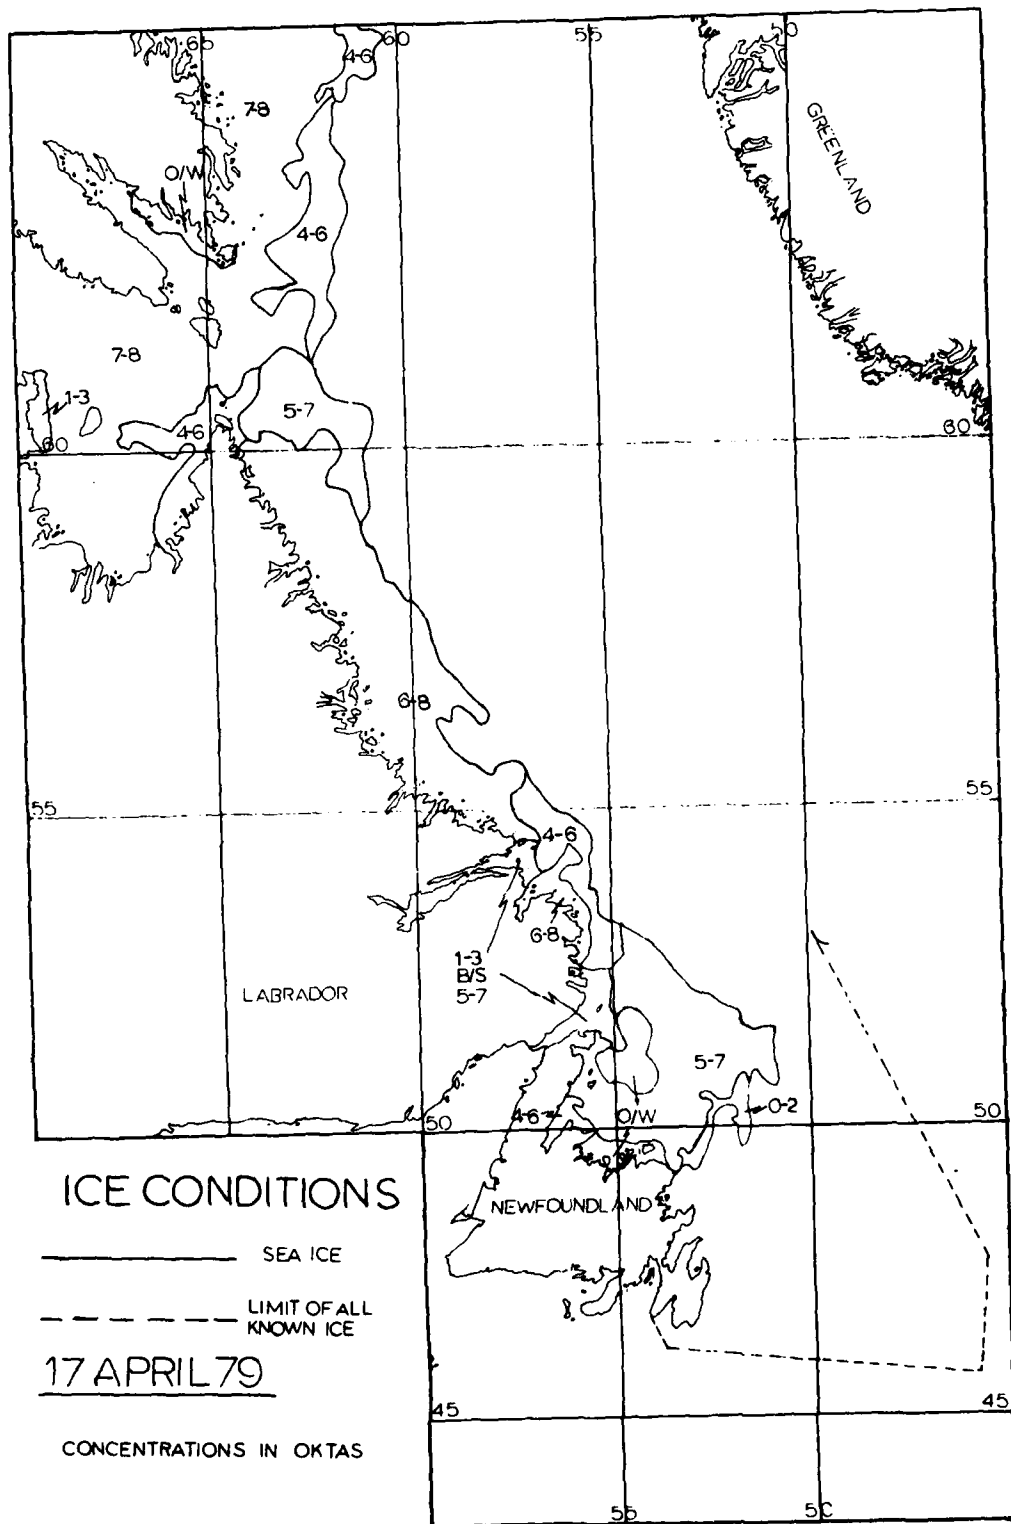 65
60
55
50
4-6
7-8
GREENLAND
O/W
4-6
7-8
1-3
5-7
4-6
60
60
6-8
55
55
4-6
6-8
1-3
B/S
5-7
LABRADOR
5-7
4-6
O/W
0-2
50
50
NEWFOUNDLAND
ICE CONDITIONS
SEA ICE
LIMIT OF ALL
KNOWN ICE
17 APRIL 79
CONCENTRATIONS IN OKTAS
45
45
55
50